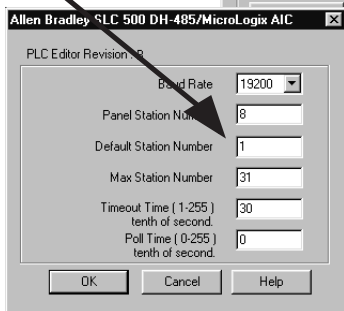 Allen Bradley SLC 500 DH-485/MicroLogix AIC
PLC Editor Revision : B
Baud Rate 19200
Panel Station Number 8
Default Station Number 1
Max Station Number 31
Timeout Time ( 1-255 ) 30
tenth of second.
Poll Time ( 0-255 ) 0
tenth of second.
OK Cancel Help